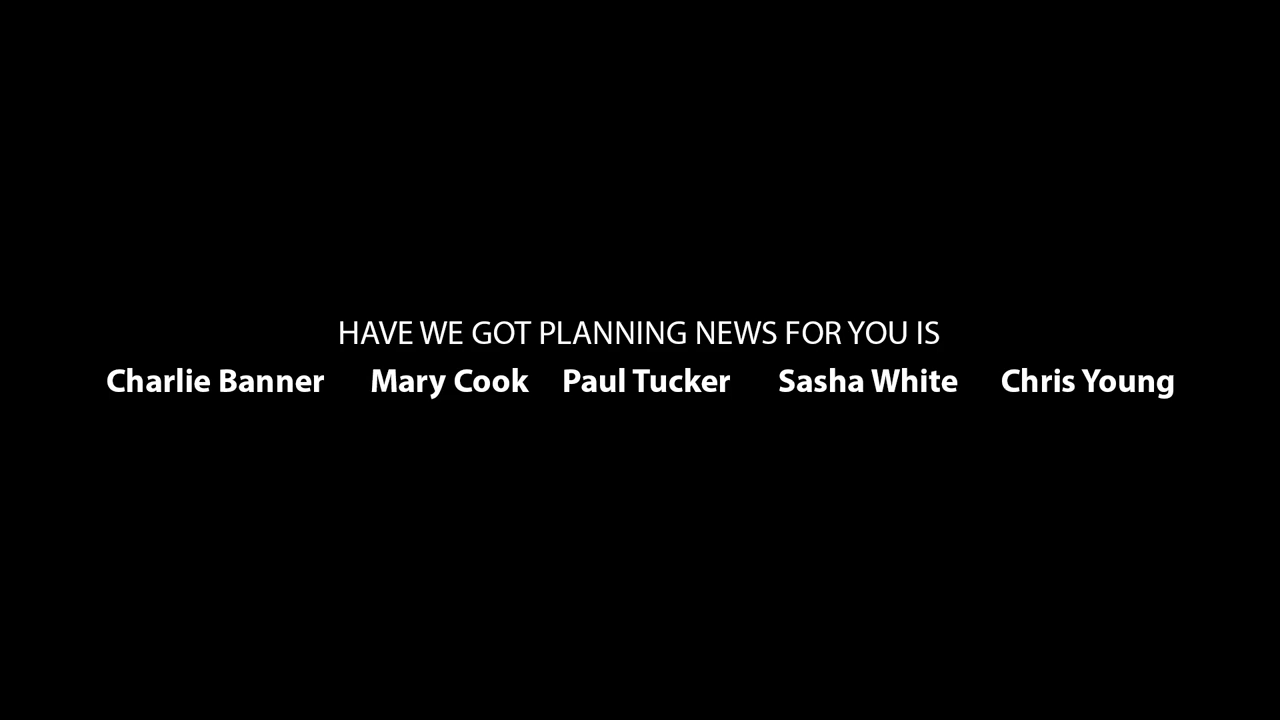 HAVE WE GOT PLANNING NEWS FOR YOU IS
Charlie Banner Mary Cook Paul Tucker Sasha White Chris Young